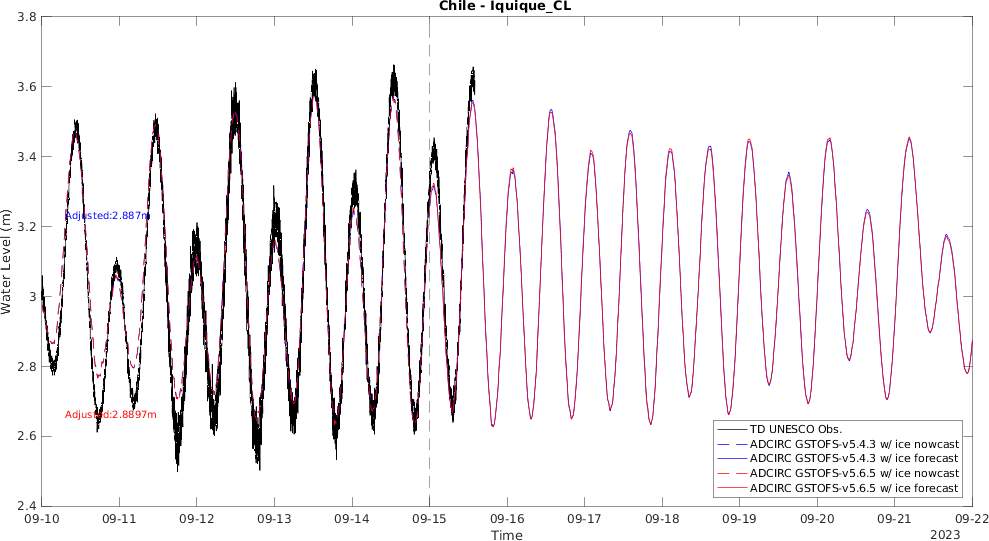 Chile - Iquique_CL
3.8
3.6
3.4
3.2
3
2.8
2.6
2.4
Water Level (m)
Adjusted:2.887m
Adjusted:2.8897m
TD UNESCO Obs.
ADCIRC GSTOFS-v5.4.3 w/ ice nowcast
ADCIRC GSTOFS-v5.4.3 w/ ice forecast
ADCIRC GSTOFS-v5.6.5 w/ ice nowcast
ADCIRC GSTOFS-v5.6.5 w/ ice forecast
09-10 09-11 09-12 09-13 09-14 09-15 09-16 09-17 09-18 09-19 09-20 09-21 09-22
Time
2023